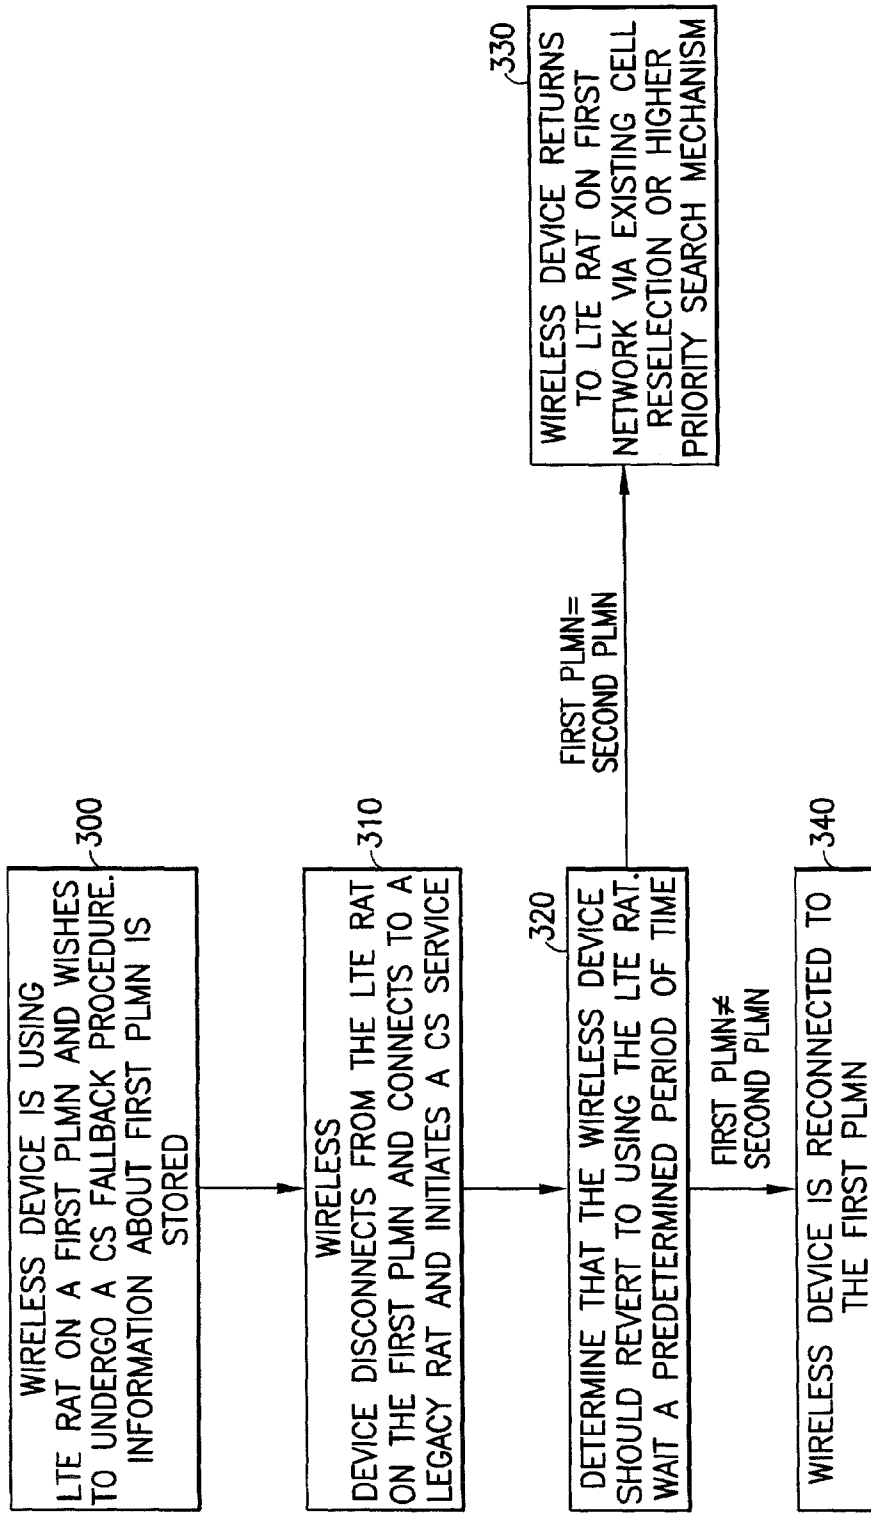 WIRELESS DEVICE IS USING
LTE RAT ON A FIRST PLMN AND WISHES
TO UNDERGO A CS FALLBACK PROCEDURE.
INFORMATION ABOUT FIRST PLMN IS
STORED
300
WIRELESS
DEVICE DISCONNECTS FROM THE LTE RAT
ON THE FIRST PLMN AND CONNECTS TO A
LEGACY RAT AND INITIATES A CS SERVICE
310
DETERMINE THAT THE WIRELESS DEVICE
SHOULD REVERT TO USING THE LTE RAT.
WAIT A PREDETERMINED PERIOD OF TIME
320
FIRST PLMN=
SECOND PLMN
WIRELESS DEVICE RETURNS
TO LTE RAT ON FIRST
NETWORK VIA EXISTING CELL
RESELECTION OR HIGHER
PRIORITY SEARCH MECHANISM
330
FIRST PLMN≠
SECOND PLMN
WIRELESS DEVICE IS RECONNECTED TO
THE FIRST PLMN
340